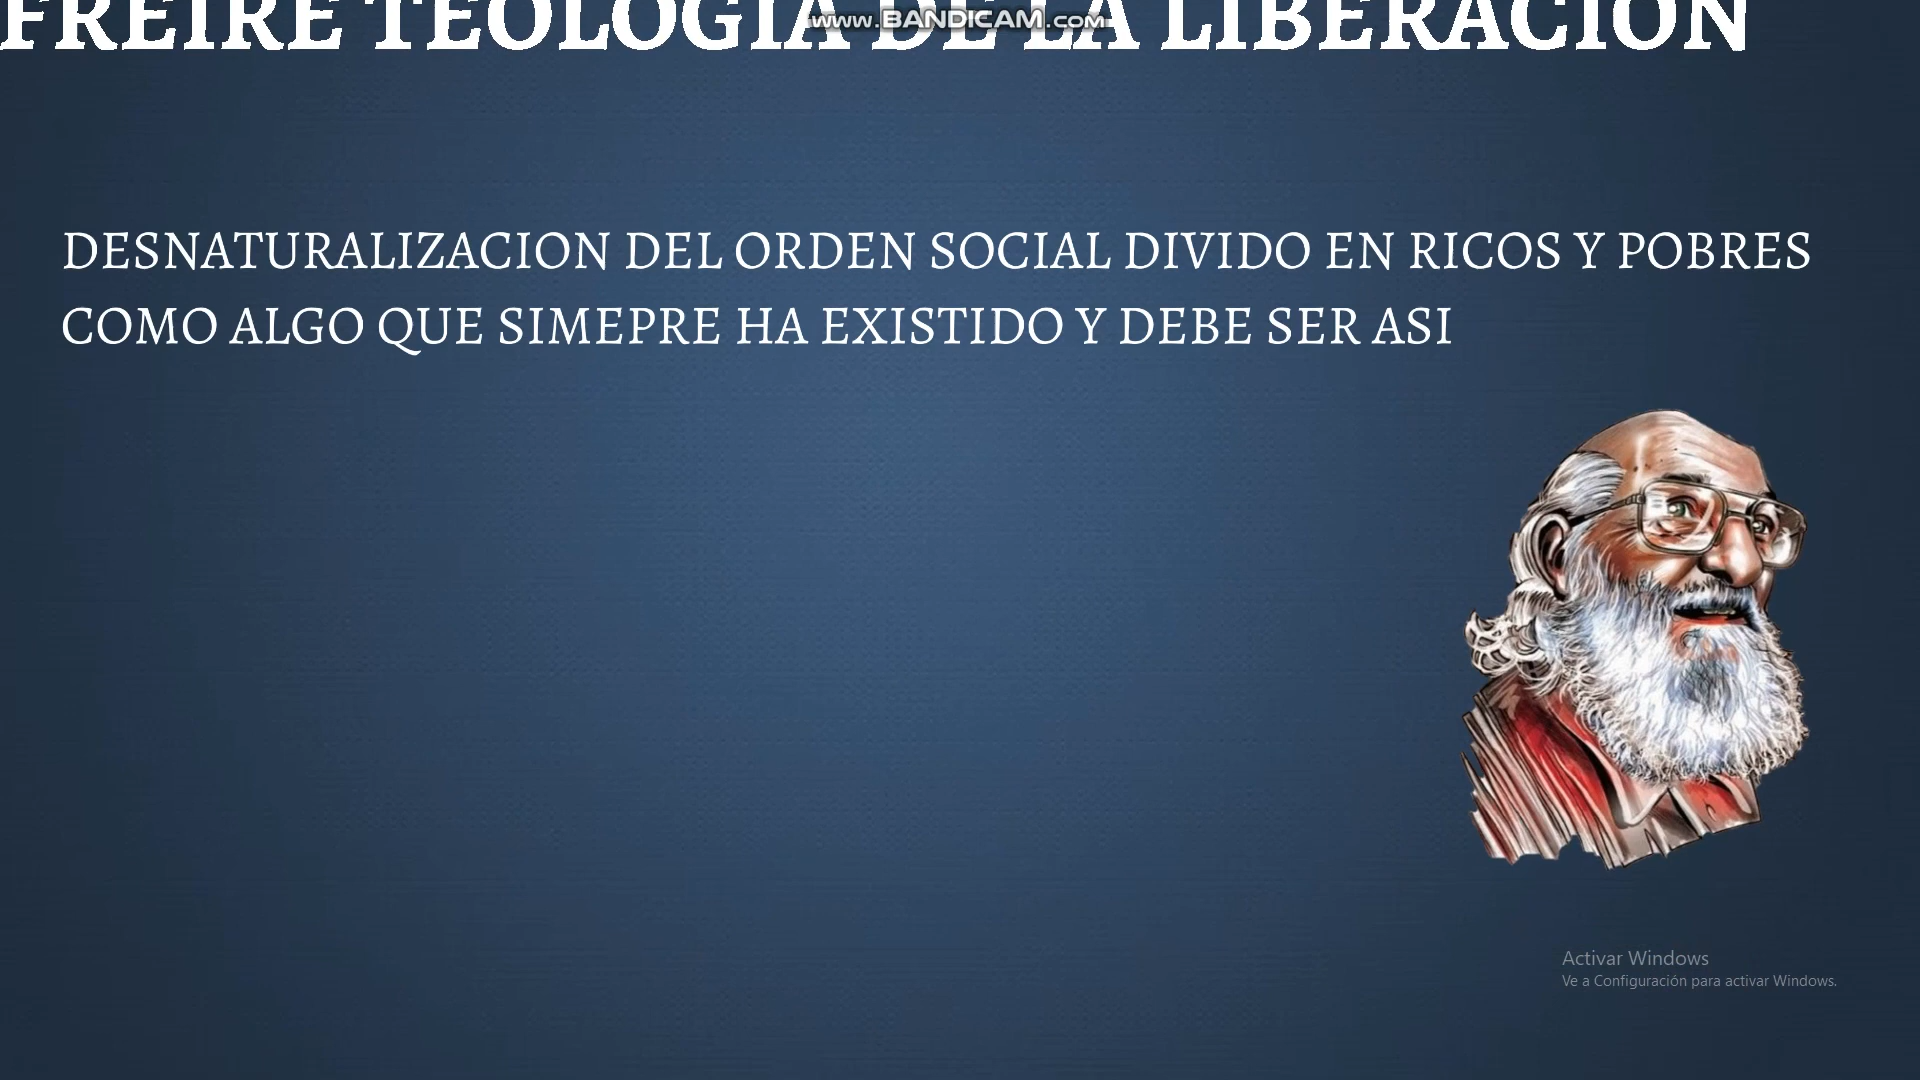 FREIRE TEOLOGIA DE LA LIBERACION
www.BANDICAM.com
DESNATURALIZACION DEL ORDEN SOCIAL DIVIDO EN RICOS Y POBRES
COMO ALGO QUE SIMEPRE HA EXISTIDO Y DEBE SER ASI
Activar Windows
Ve a Configuración para activar Windows.